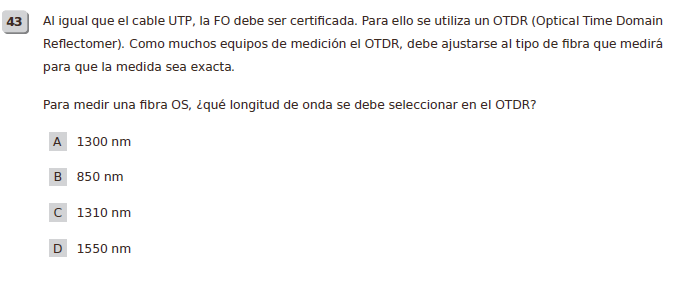 43 Al igual que el cable UTP, la FO debe ser certificada. Para ello se utiliza un OTDR (Optical Time Domain
Reflectometer). Como muchos equipos de medición el OTDR, debe ajustarse al tipo de fibra que medirá
para que la medida sea exacta.
Para medir una fibra OS, ¿qué longitud de onda se debe seleccionar en el OTDR?
A 1300 nm
B 850 nm
C 1310 nm
D 1550 nm